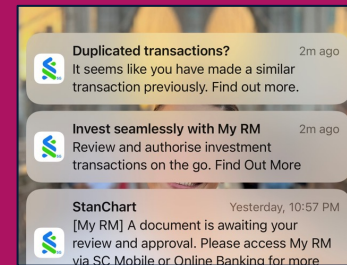 Duplicated transactions? 2m ago
It seems like you have made a similar
transaction previously. Find out more.
Invest seamlessly with My RM 2m ago
Review and authorise investment
transactions on the go. Find Out More
StanChart Yesterday, 10:57 PM
[My RM] A document is awaiting your
review and approval. Please access My RM
via SC Mobile or Online Banking for more